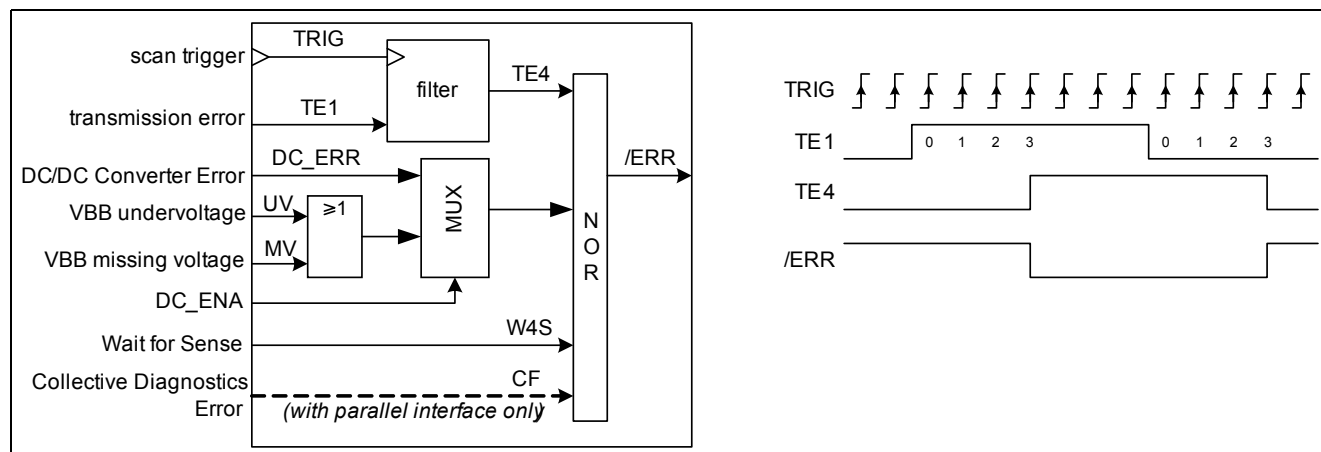 scan trigger
TRIG
filter
TE4
transmission error
TE1
DC/DC Converter Error
DC_ERR
VBB undervoltage
UV
≥1
VBB missing voltage
MV
MUX
DC_ENA
Wait for Sense
W4S
Collective Diagnostics
Error
CF
(with parallel interface only)
NOR
/ERR
TRIG
TE1
0 1 2 3 0 1 2 3
TE4
/ERR